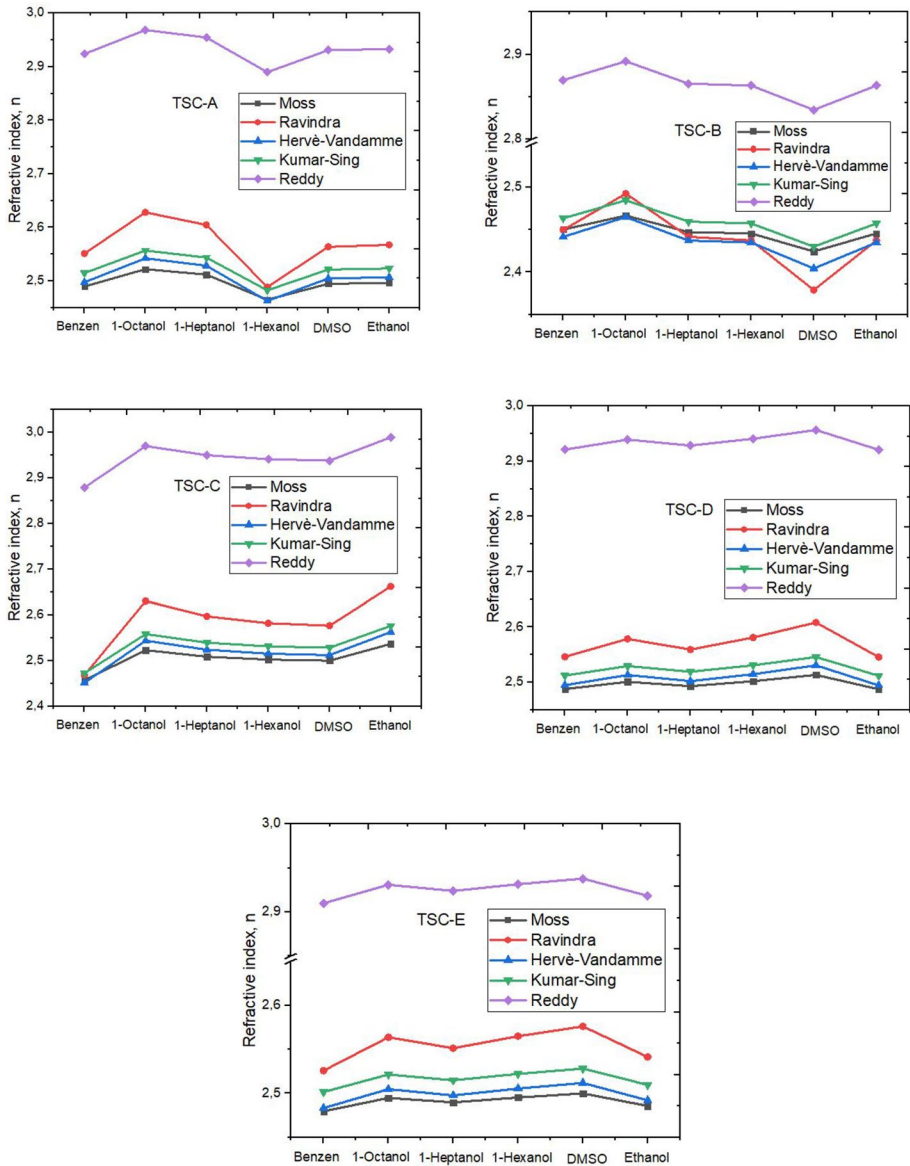 3,0
2,9
2,8
2,7
2,6
2,5
Refractive index, n
TSC-A
Moss
Ravindra
Hervè-Vandamme
Kumar-Sing
Reddy
Benzen 1-Octanol 1-Heptanol 1-Hexanol DMSO Ethanol
2,9
2,8
2,5
2,4
Refractive index, n
TSC-B
Moss
Ravindra
Hervè-Vandamme
Kumar-Sing
Reddy
Benzen 1-Octanol 1-Heptanol 1-Hexanol DMSO Ethanol
3,0
2,9
2,8
2,7
2,6
2,5
2,4
Refractive index, n
TSC-C
Moss
Ravindra
Hervè-Vandamme
Kumar-Sing
Reddy
Benzen 1-Octanol 1-Heptanol 1-Hexanol DMSO Ethanol
3,0
2,9
2,8
2,7
2,6
2,5
Refractive index, n
TSC-D
Moss
Ravindra
Hervè-Vandamme
Kumar-Sing
Reddy
Benzen 1-Octanol 1-Heptanol 1-Hexanol DMSO Ethanol
3,0
2,9
2,6
2,5
Refractive index, n
TSC-E
Moss
Ravindra
Hervè-Vandamme
Kumar-Sing
Reddy
Benzen 1-Octanol 1-Heptanol 1-Hexanol DMSO Ethanol